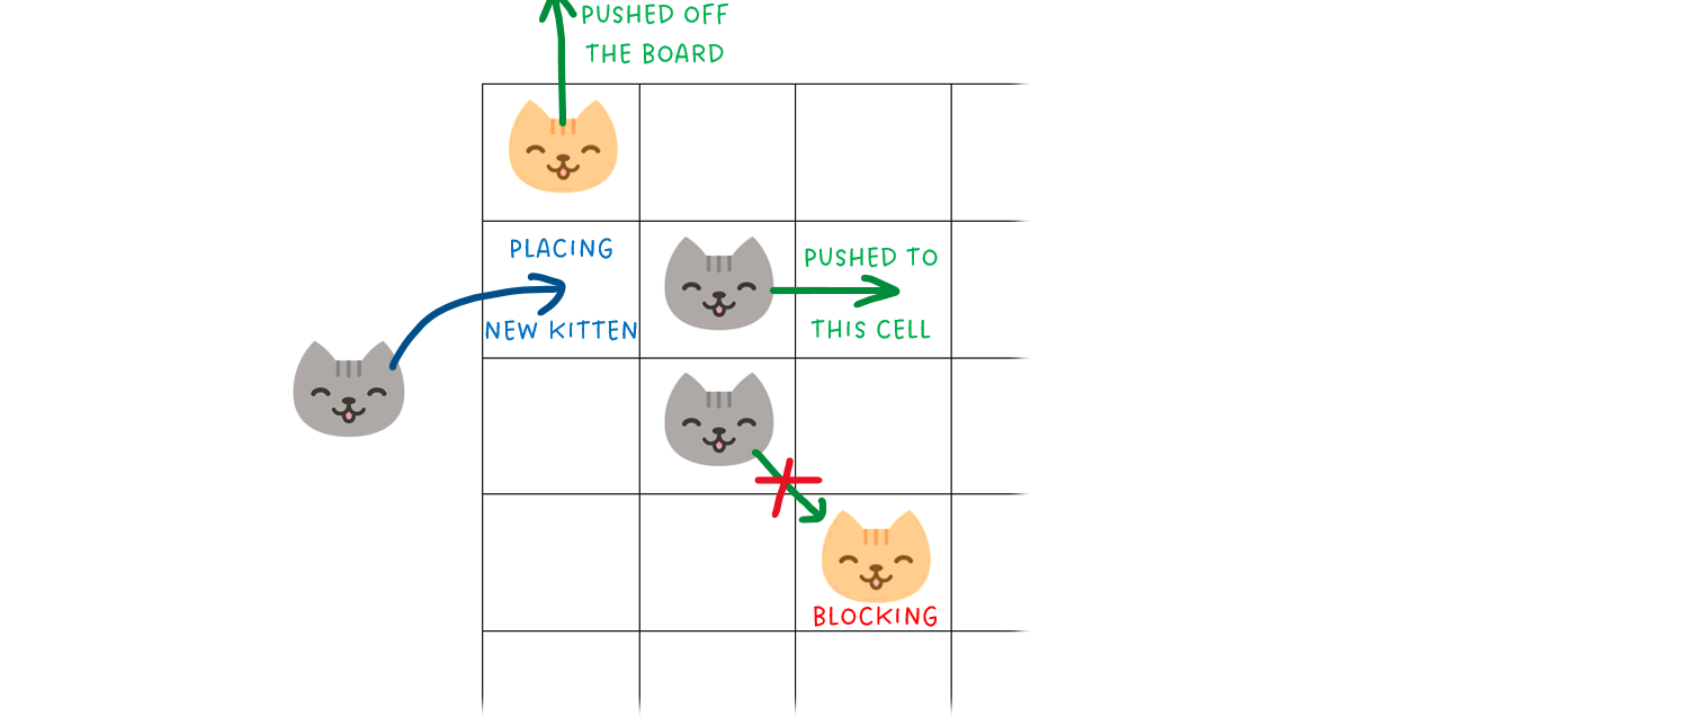 PUSHED OFF
THE BOARD
PLACING
NEW KITTEN
PUSHED TO
THIS CELL
BLOCKING